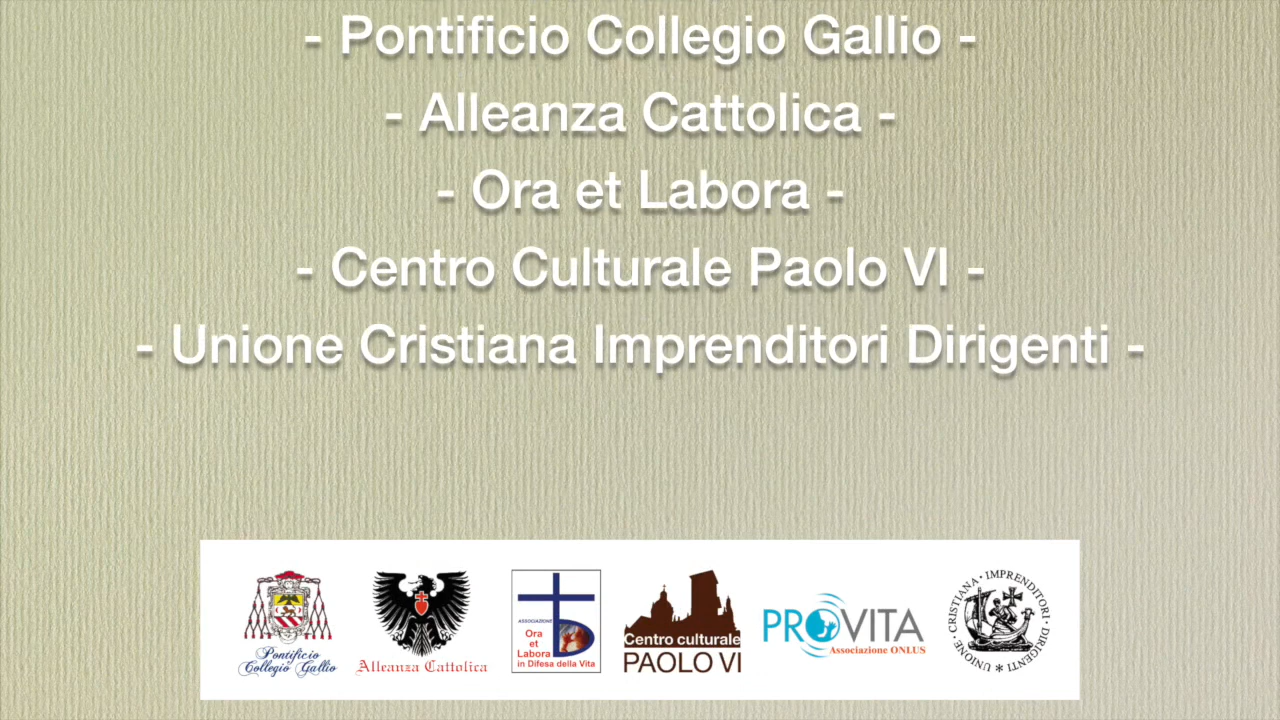 - Pontificio Collegio Gallio -
- Alleanza Cattolica -
- Ora et Labora -
- Centro Culturale Paolo VI -
- Unione Cristiana Imprenditori Dirigenti -
Pontificio
Collegio Gallio
Alleanza Cattolica
ASSOCIAZIONE
Ora
et
Labora
in Difesa della Vita
Centro culturale
PAOLO VI
PROVITA
Associazione ONLUS
UNIONE · CRISTIANA · IMPRENDITORI · DIRIGENTI